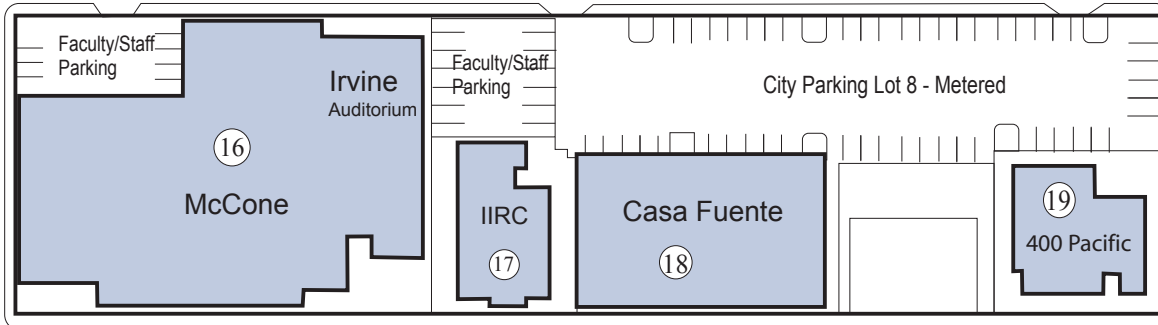 Faculty/Staff
Parking
Irvine
Auditorium
16
McCone
Faculty/Staff
Parking
IIRC
17
City Parking Lot 8 - Metered
Casa Fuente
18
19
400 Pacific